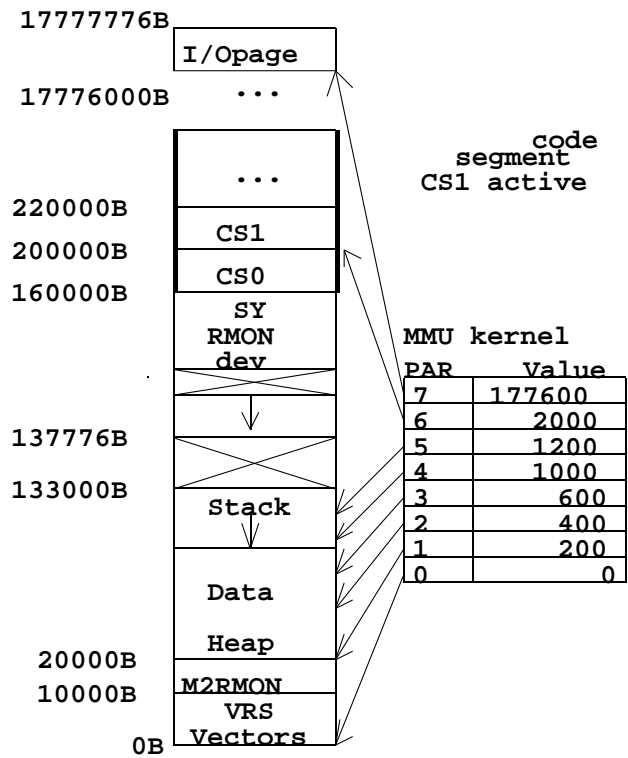 17777776B
I/Opage
17776000B
...
code
segment
CS1 active
...
220000B
CS1
200000B
CS0
160000B
SY
RMON
dev
MMU kernel
PAR Value
7 177600
6 2000
5 1200
4 1000
3 600
2 400
1 200
0 0
137776B
133000B
Stack
Data
Heap
20000B
M2RMON
10000B
VRS
Vectors
0B